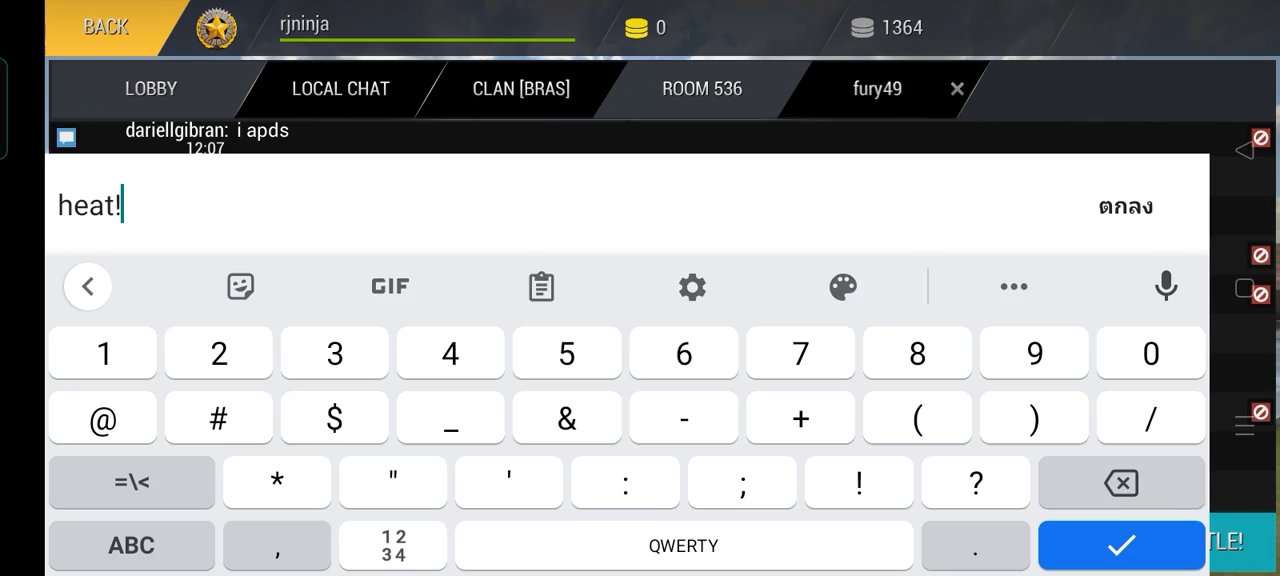 BACK rjninja 0 1364
LOBBY LOCAL CHAT CLAN [BRAS] ROOM 536 fury49 ×
dariellgibran: i apds
12:07
heat! ตกลง
GIF
1 2 3 4 5 6 7 8 9 0
@ # $ _ & - + ( ) /
=\< * " ' : ; ! ?
ABC , 12 34 QWERTY . TLE!